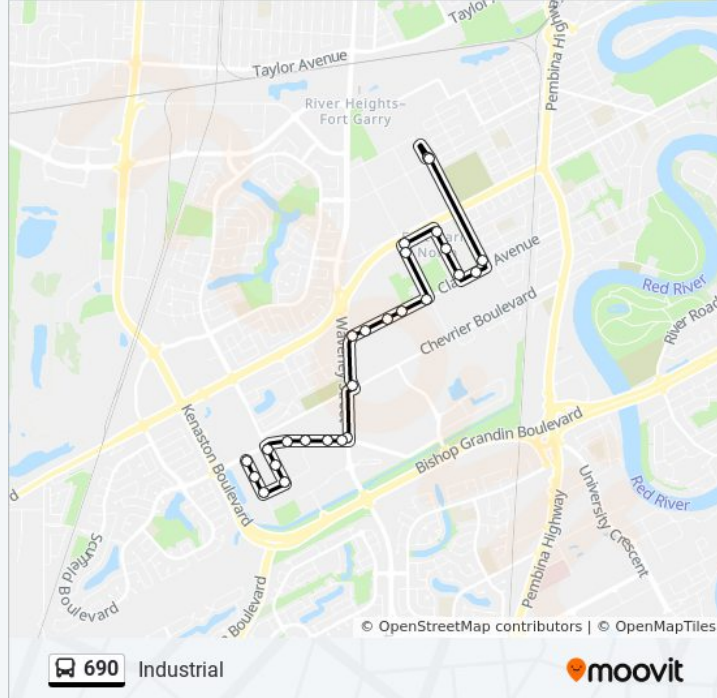 Taylor Av
Taylor Avenue
Pembina Highway
River Heights–
Fort Garry
Clarence Avenue
Chevrier Boulevard
Red River
River Road
Waverley Street
Kenaston Boulevard
Bishop Grandin Boulevard
University Crescent
Red River
Pembina Highway
Scurfield Boulevard
Boulevard
© OpenStreetMap contributors | © OpenMapTiles
690 Industrial
moovit